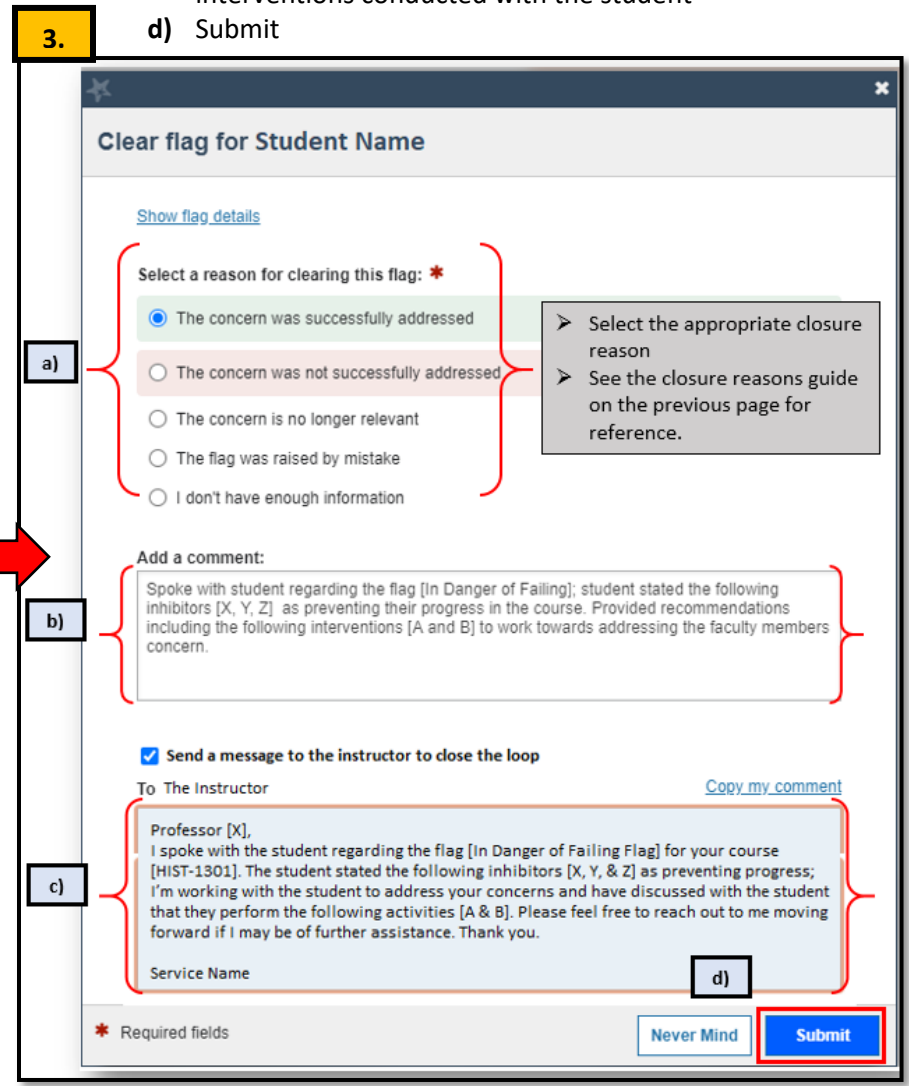 interventions conducted with the student
3.
d) Submit
Clear flag for Student Name
Show flag details
Select a reason for clearing this flag: *
The concern was successfully addressed
The concern was not successfully addressed
The concern is no longer relevant
The flag was raised by mistake
I don't have enough information
a)
➢ Select the appropriate closure
reason
➢ See the closure reasons guide
on the previous page for
reference.
Add a comment:
b)
Spoke with student regarding the flag [In Danger of Failing]; student stated the following
inhibitors [X, Y, Z] as preventing their progress in the course. Provided recommendations
including the following interventions [A and B] to work towards addressing the faculty members
concern.
Send a message to the instructor to close the loop
To The Instructor
Copy my comment
c)
Professor [X],
I spoke with the student regarding the flag [In Danger of Failing Flag] for your course
[HIST-1301]. The student stated the following inhibitors [X, Y, & Z] as preventing progress;
I'm working with the student to address your concerns and have discussed with the student
that they perform the following activities [A & B]. Please feel free to reach out to me moving
forward if I may be of further assistance. Thank you.
Service Name
d)
* Required fields
Never Mind
Submit